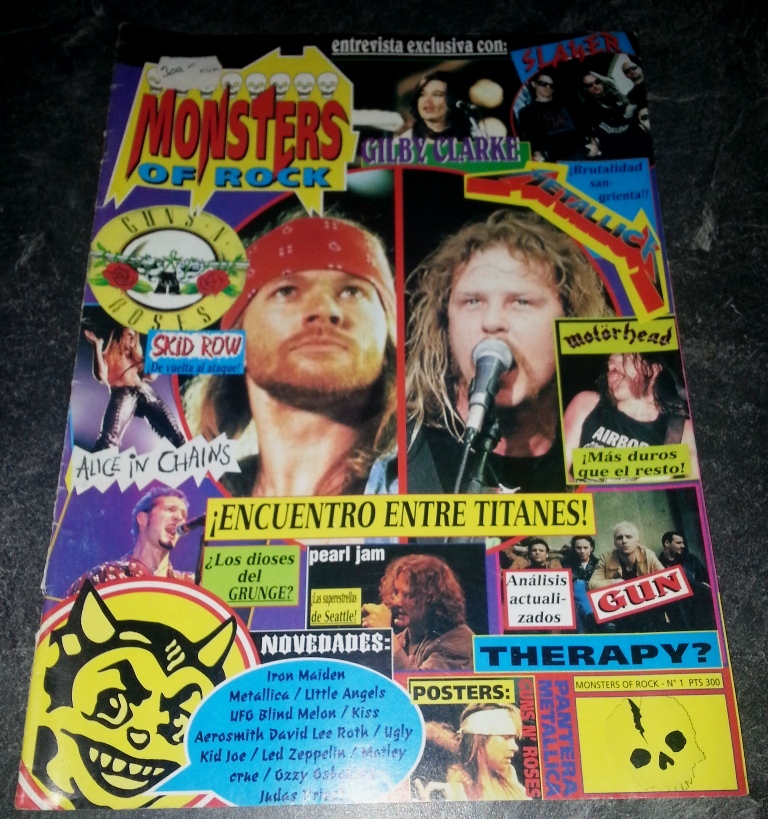 entrevista exclusiva con:
SLAYER
MONSTERS
OF ROCK
GILBY CLARKE
METALLICA
¡Brutalidad
san-
grienta!!
GUNS N'
ROSES
SKID ROW
¡De vuelta al ataque!
motörhead
AIRBO
¡Más duros
que el resto!
ALICE IN CHAINS
¡ENCUENTRO ENTRE TITANES!
¿Los dioses
del
GRUNGE?
pearl jam
¡Las superestrellas
de Seattle!
Análisis
actuali-
zados
GUN
THERAPY?
NOVEDADES:
Iron Maiden
Metallica / Little Angels
UFO Blind Melon / Kiss
Aerosmith David Lee Roth / Ugly
Kid Joe / Led Zeppelin / Motley
crue / Ozzy Osbourne
Judas Priest
POSTERS:
GUNS N' ROSES
PANTERA
METALLICA
MONSTERS OF ROCK - Nº 1 PTS 300